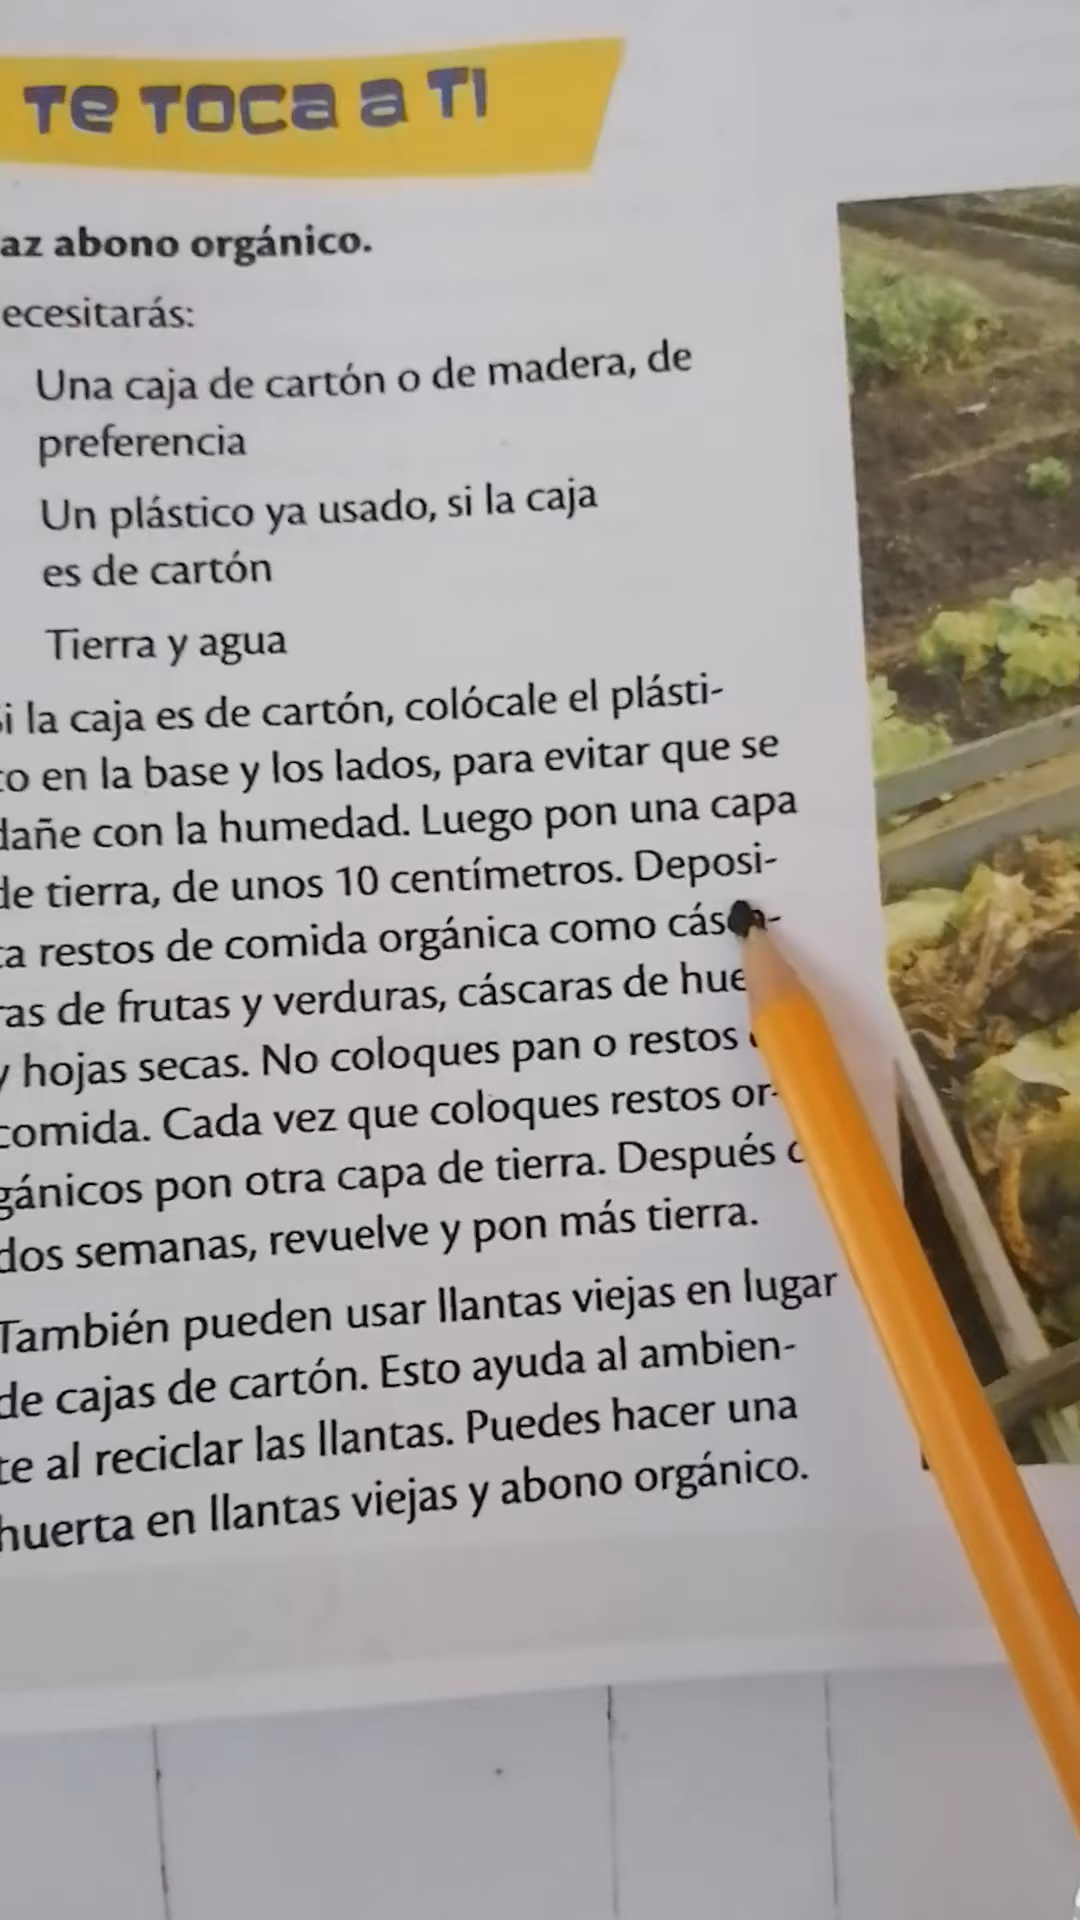 Te Toca a Ti
az abono orgánico.
ecesitarás:
Una caja de cartón o de madera, de
preferencia
Un plástico ya usado, si la caja
es de cartón
Tierra y agua
i la caja es de cartón, colócale el plásti-
co en la base y los lados, para evitar que se
dañe con la humedad. Luego pon una capa
de tierra, de unos 10 centímetros. Deposi-
ta restos de comida orgánica como
ras de frutas y verduras, cáscaras de hue
y hojas secas. No coloques pan o restos
comida. Cada vez que coloques restos or-
gánicos pon otra capa de tierra. Después
dos semanas, revuelve y pon más tierra.
También pueden usar llantas viejas en lugar
de cajas de cartón. Esto ayuda al ambien-
te al reciclar las llantas. Puedes hacer una
huerta en llantas viejas y abono orgánico.